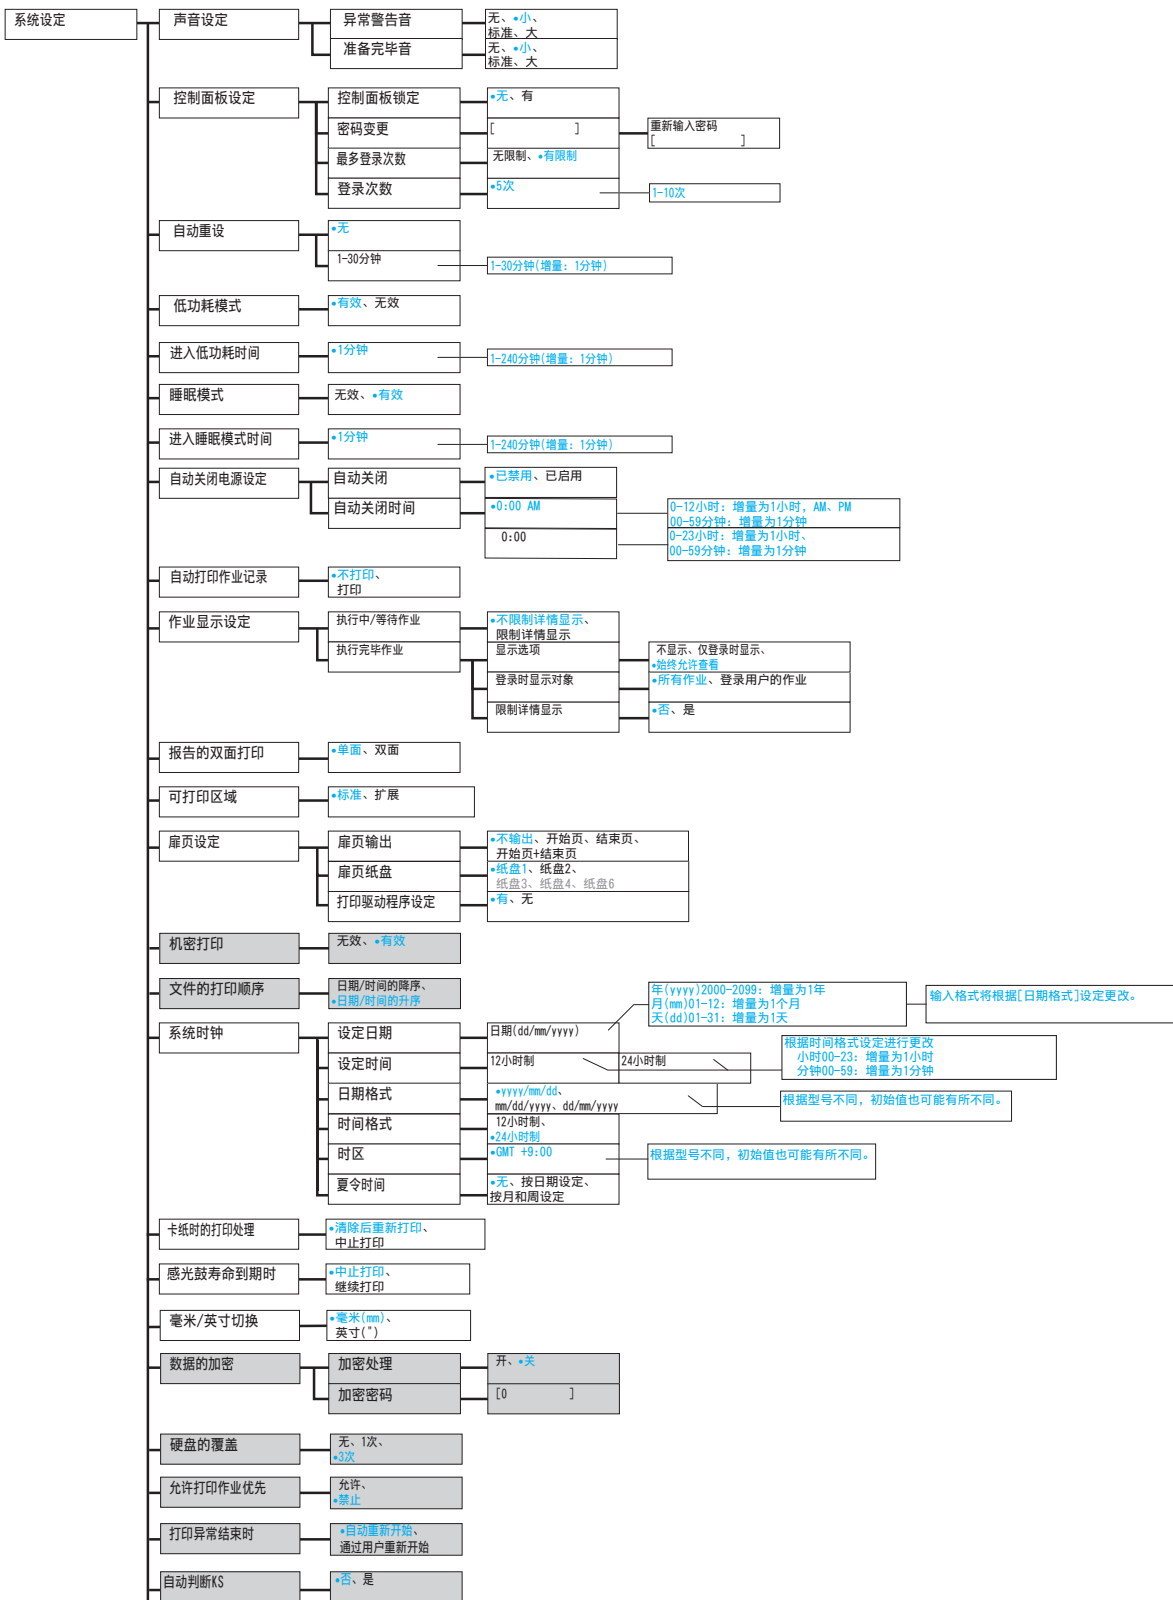 系统设定
声音设定
异常警告音
无、•小、
标准、大
准备完毕音
无、•小、
标准、大
控制面板设定
控制面板锁定
•无、有
密码变更
[ ]
重新输入密码
[ ]
最多登录次数
无限制、•有限制
登录次数
•5次
1-10次
自动重设
•无
1-30分钟
1-30分钟(增量：1分钟)
低功耗模式
•有效、无效
进入低功耗时间
•1分钟
1-240分钟(增量：1分钟)
睡眠模式
无效、•有效
进入睡眠模式时间
•1分钟
1-240分钟(增量：1分钟)
自动关闭电源设定
自动关闭
•已禁用、已启用
自动关闭时间
•0:00 AM
0-12小时：增量为1小时，AM、PM
00-59分钟：增量为1分钟
0:00
0-23小时：增量为1小时、
00-59分钟：增量为1分钟
自动打印作业记录
•不打印、
打印
作业显示设定
执行中/等待作业
•不限制详情显示、
限制详情显示
执行完毕作业
显示选项
不显示、仅登录时显示、
•始终允许查看
登录时显示对象
•所有作业、登录用户的作业
限制详情显示
•否、是
报告的双面打印
•单面、双面
可打印区域
•标准、扩展
扉页设定
扉页输出
•不输出、开始页、结束页、
开始页+结束页
扉页纸盘
•纸盘1、纸盘2、
纸盘3、纸盘4、纸盘6
打印驱动程序设定
•有、无
机密打印
无效、•有效
文件的打印顺序
日期/时间的降序、
•日期/时间的升序
系统时钟
设定日期
日期(dd/mm/yyyy)
年(yyyy)2000-2099：增量为1年
月(mm)01-12：增量为1个月
天(dd)01-31：增量为1天
输入格式将根据[日期格式]设定更改。
设定时间
12小时制
24小时制
根据时间格式设定进行更改
小时00-23：增量为1小时
分钟00-59：增量为1分钟
日期格式
•yyyy/mm/dd、
mm/dd/yyyy、dd/mm/yyyy
根据型号不同，初始值也可能有所不同。
时间格式
12小时制、
•24小时制
时区
•GMT +9:00
根据型号不同，初始值也可能有所不同。
夏令时间
•无、按日期设定、
按月和周设定
卡纸时的打印处理
•清除后重新打印、
中止打印
感光鼓寿命到期时
•中止打印、
继续打印
毫米/英寸切换
•毫米(mm)、
英寸(")
数据的加密
加密处理
开、•关
加密密码
[0 ]
硬盘的覆盖
无、1次、
•3次
允许打印作业优先
允许、
•禁止
打印异常结束时
•自动重新开始、
通过用户重新开始
自动判断KS
•否、是